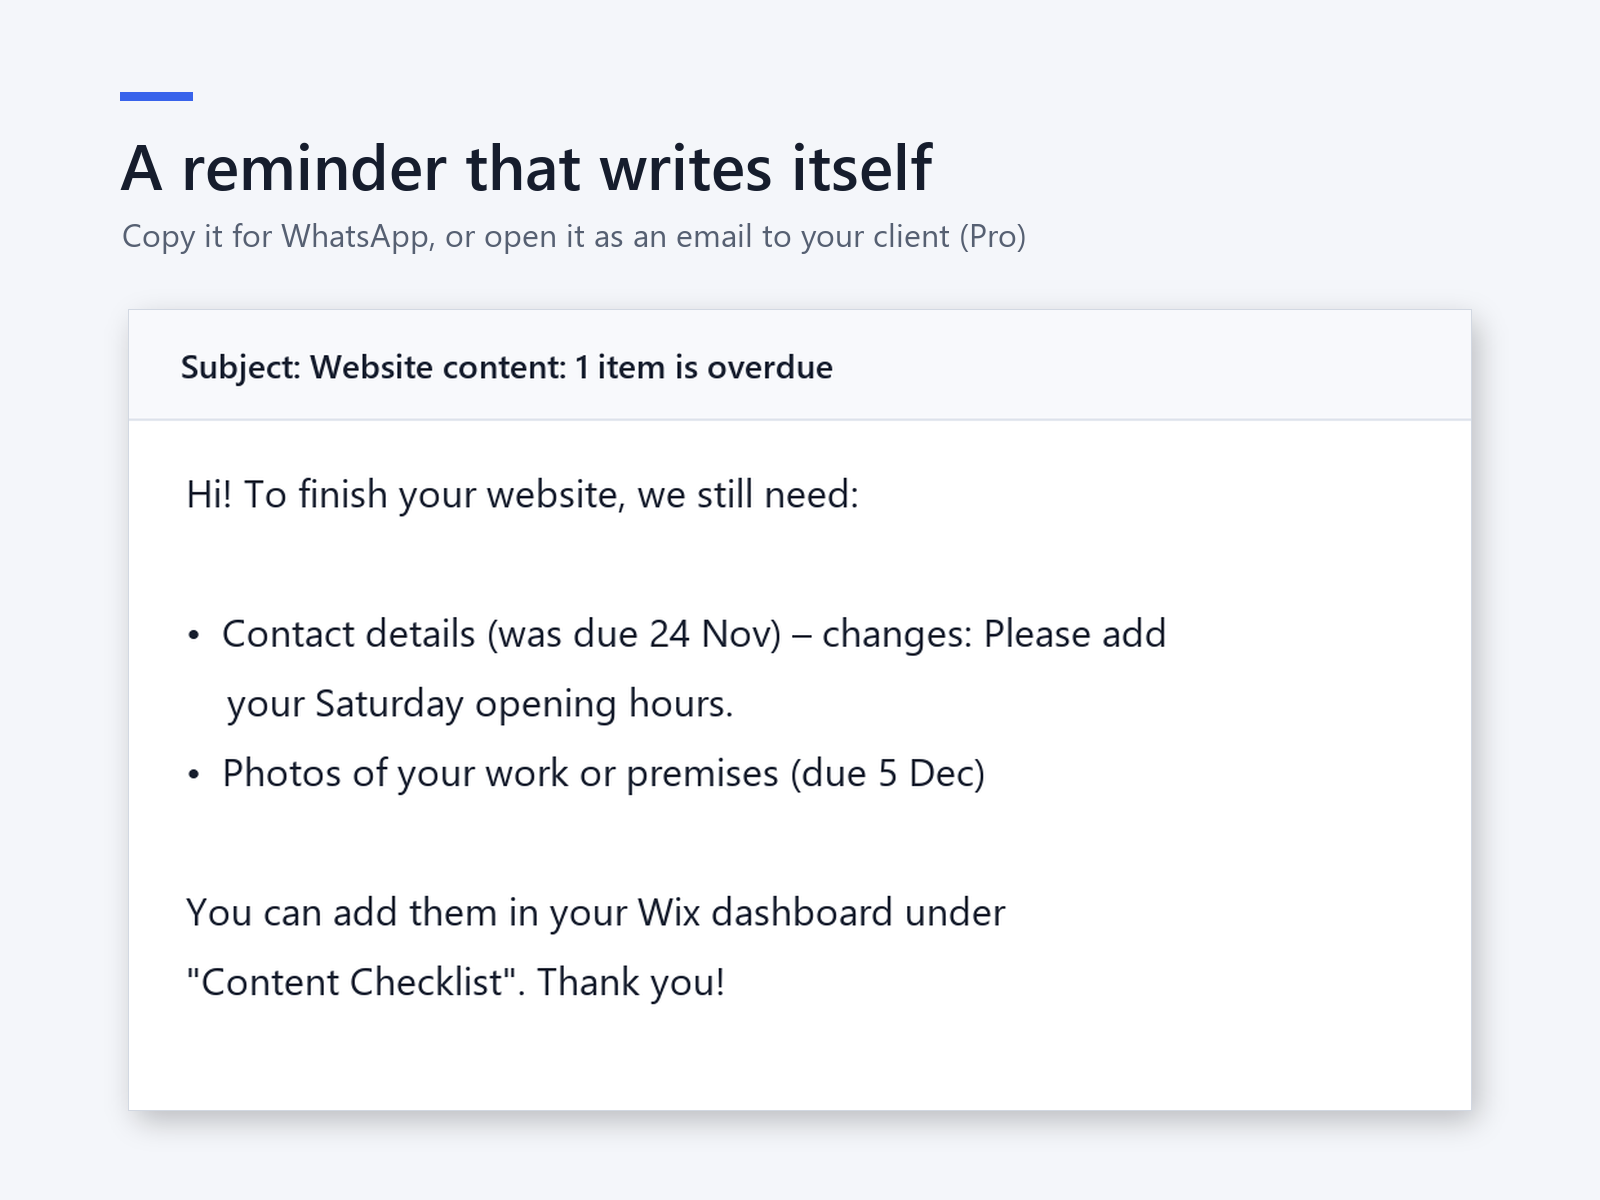 A reminder that writes itself
Copy it for WhatsApp, or open it as an email to your client (Pro)
Subject: Website content: 1 item is overdue
Hi! To finish your website, we still need:
• Contact details (was due 24 Nov) – changes: Please add
your Saturday opening hours.
• Photos of your work or premises (due 5 Dec)
You can add them in your Wix dashboard under
"Content Checklist". Thank you!